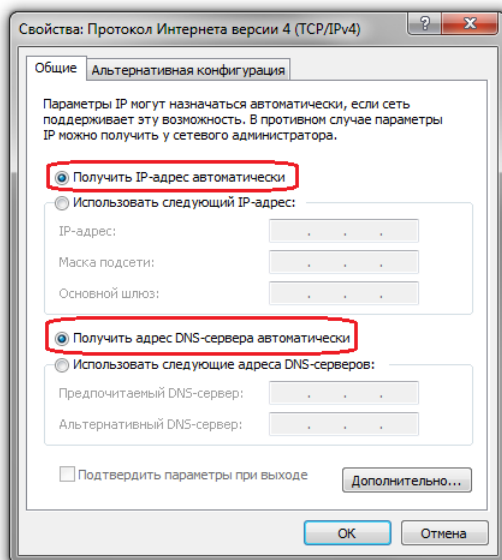 Свойства: Протокол Интернета версии 4 (TCP/IPv4)
Общие
Альтернативная конфигурация
Параметры IP могут назначаться автоматически, если сеть
поддерживает эту возможность. В противном случае параметры
IP можно получить у сетевого администратора.
Получить IP-адрес автоматически
Использовать следующий IP-адрес:
IP-адрес:
Маска подсети:
Основной шлюз:
Получить адрес DNS-сервера автоматически
Использовать следующие адреса DNS-серверов:
Предпочитаемый DNS-сервер:
Альтернативный DNS-сервер:
Подтвердить параметры при выходе
Дополнительно...
ОК
Отмена